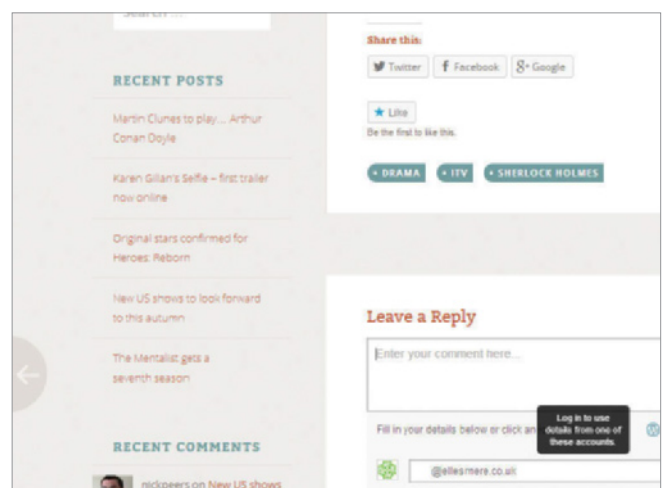 Search ...
RECENT POSTS
Martin Clunes to play... Arthur
Conan Doyle
Karen Gillan's Selfie – first trailer
now online
Original stars confirmed for
Heroes: Reborn
New US shows to look forward
to this autumn
The Mentalist gets a
seventh season
RECENT COMMENTS
nickpeers on New US shows
Share this:
Twitter
Facebook
Google
Like
Be the first to like this.
DRAMA
ITV
SHERLOCK HOLMES
Leave a Reply
Enter your comment here...
Fill in your details below or click an
Log in to use
details from one of
these accounts.
@ellesmere.co.uk